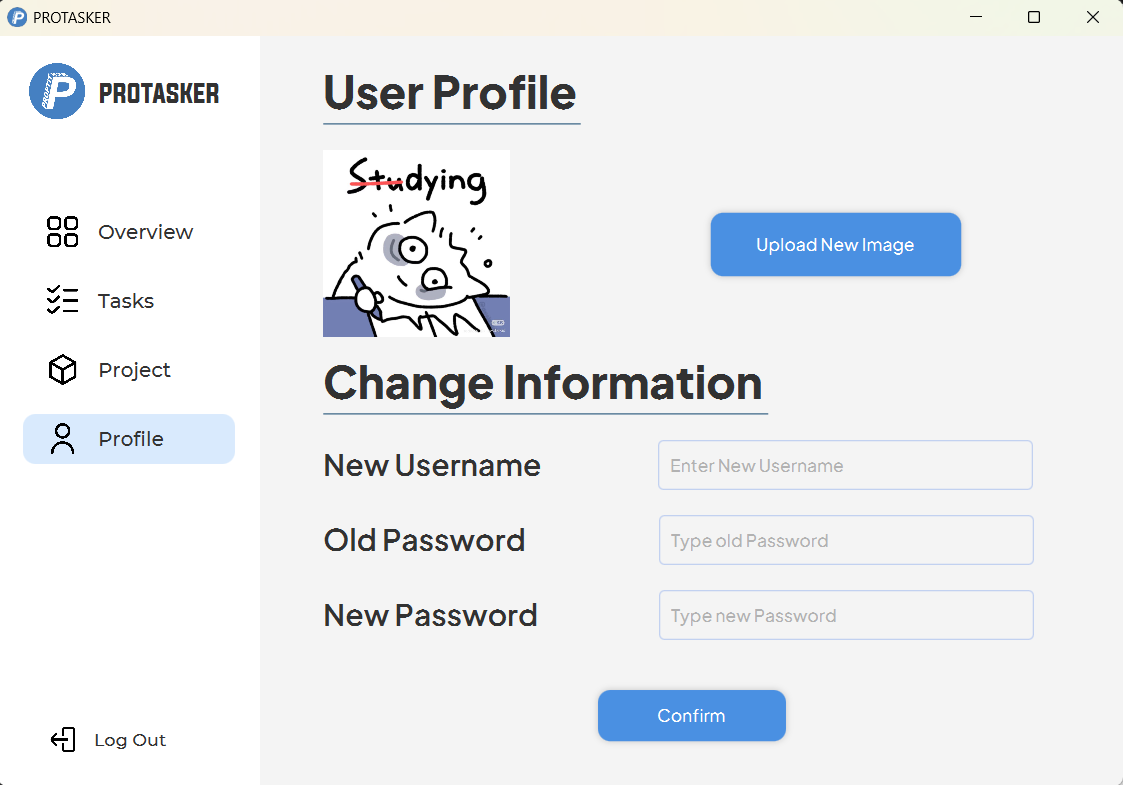 PROTASKER
PROTASKER
Overview
Tasks
Project
Profile
Log Out
User Profile
Studying
Upload New Image
Change Information
New Username
Enter New Username
Old Password
Type old Password
New Password
Type new Password
Confirm